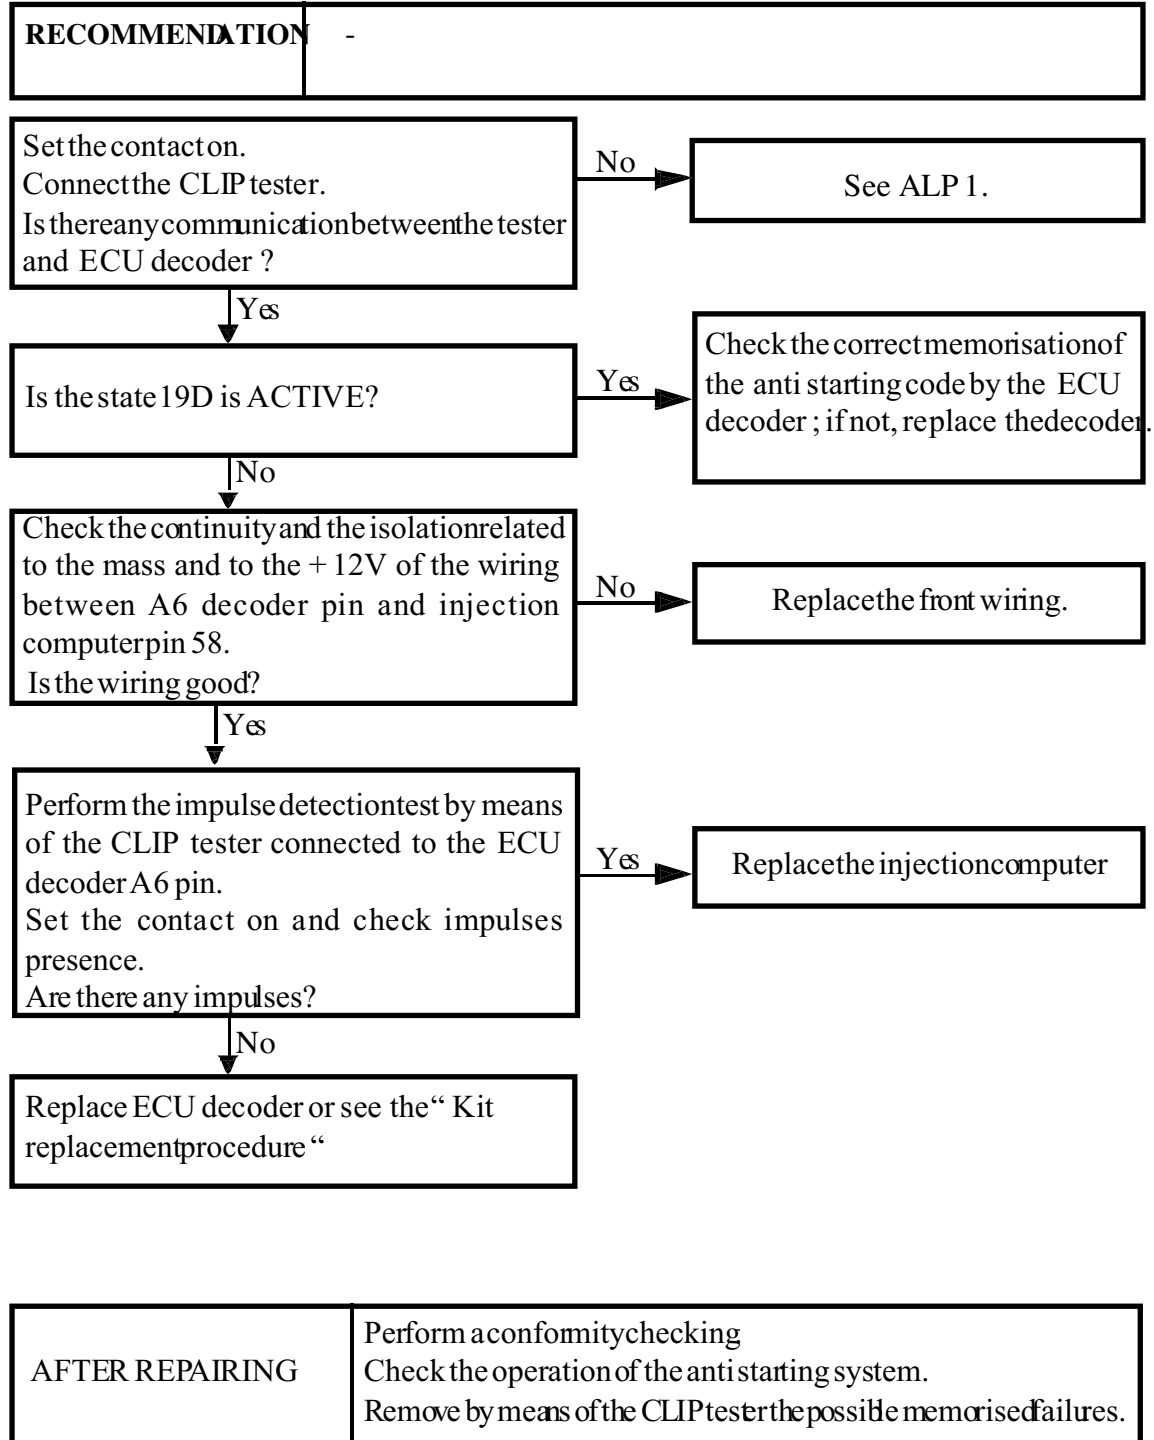 RECOMMENDATION -
Set the contact on.
Connect the CLIP tester.
Is there any communication between the tester
and ECU decoder ?
No
See ALP 1.
Yes
Is the state 19D is ACTIVE?
Yes
Check the correct memorisation of
the anti starting code by the ECU
decoder ; if not, replace the decoder.
No
Check the continuity and the isolation related
to the mass and to the + 12V of the wiring
between A6 decoder pin and injection
computer pin 58.
Is the wiring good?
No
Replace the front wiring.
Yes
Perform the impulse detection test by means
of the CLIP tester connected to the ECU
decoder A6 pin.
Set the contact on and check impulses
presence.
Are there any impulses?
Yes
Replace the injection computer
No
Replace ECU decoder or see the “ Kit
replacement procedure “
AFTER REPAIRING
Perform a conformity checking
Check the operation of the anti starting system.
Remove by means of the CLIP tester the possible memorised failures.